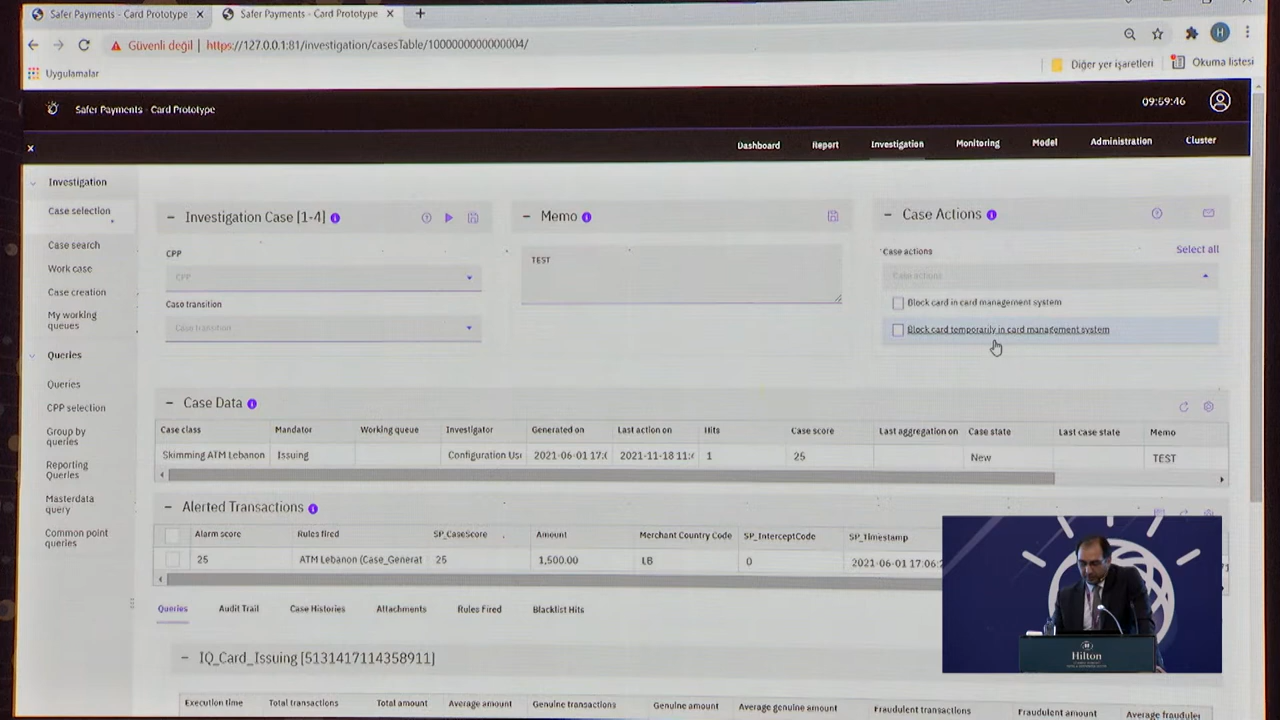 Safer Payments - Card Prototype
Safer Payments - Card Prototype
Güvenli değil
https://127.0.0.1:81/investigation/casesTable/1000000000000004/
H
Uygulamalar
Diğer yer işaretleri
Okuma listesi
Safer Payments - Card Prototype
09:59:46
Dashboard
Report
Investigation
Monitoring
Model
Administration
Cluster
Investigation
Case selection
Case search
Work case
Case creation
My working
queues
Queries
Queries
CPP selection
Group by
queries
Reporting
Queries
Masterdata
query
Common point
queries
Investigation Case [1-4]
CPP
CPP
Case transition
Case transition
Memo
TEST
Case Actions
*Case actions
Select all
Case actions
Block card in card management system
Block card temporarily in card management system
Case Data
Case class Mandator Working queue Investigator Generated on Last action on Hits Case score Last aggregation on Case state Last case state Memo
Skimming ATM Lebanon Issuing Configuration Us 2021-06-01 17: 2021-11-18 11: 1 25 New TEST
Alerted Transactions
Alarm score Rules fired SP_CaseScore Amount Merchant Country Code SP_InterceptCode SP_Timestamp
25 ATM Lebanon (Case_Generat 25 1,500.00 LB 0 2021-06-01 17:06:2
Queries Audit Trail Case Histories Attachments Rules Fired Blacklist Hits
IQ_Card_Issuing [5131417114358911]
Execution time Total transactions Total amount Average amount Genuine transactions Genuine amount Average genuine amount Fraudulent transactions Fraudulent amount Average fraudulen
Hilton